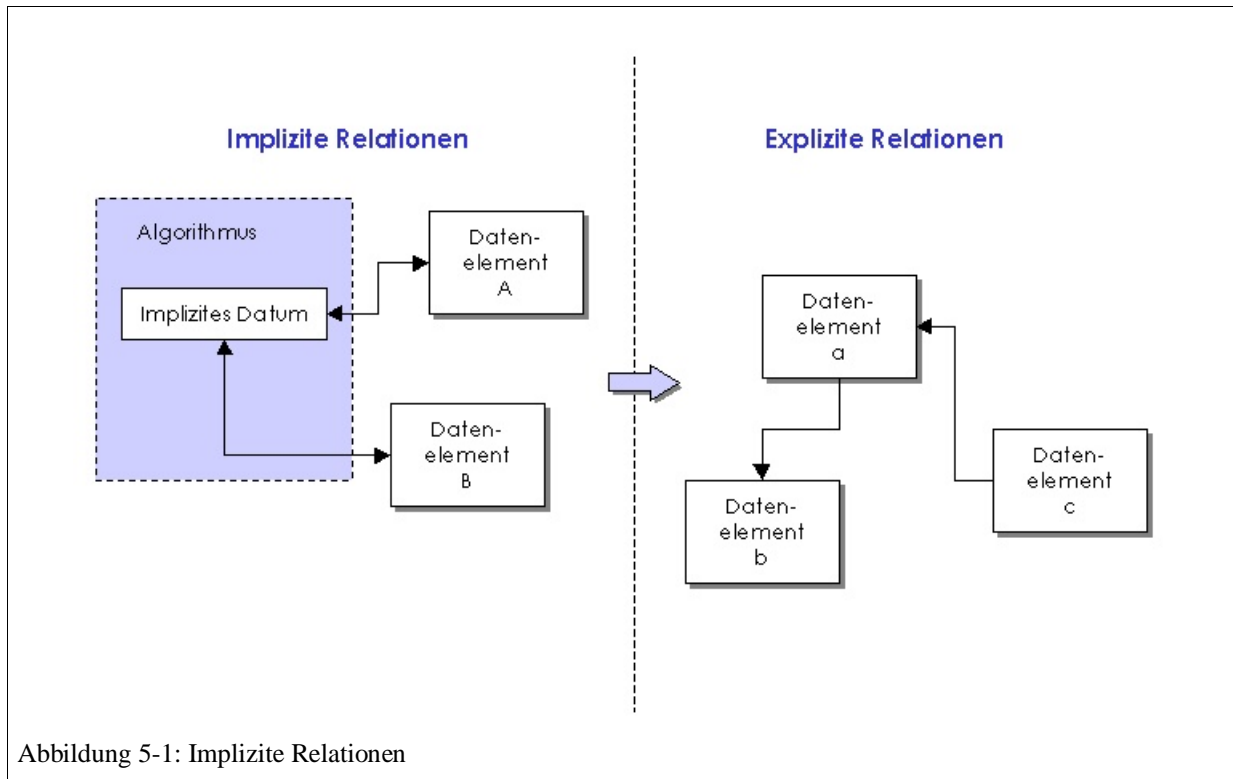 Implizite Relationen
Algorithmus
Implizites Datum
Daten-
element
A
Daten-
element
B
Explizite Relationen
Daten-
element
a
Daten-
element
b
Daten-
element
c
Abbildung 5-1: Implizite Relationen